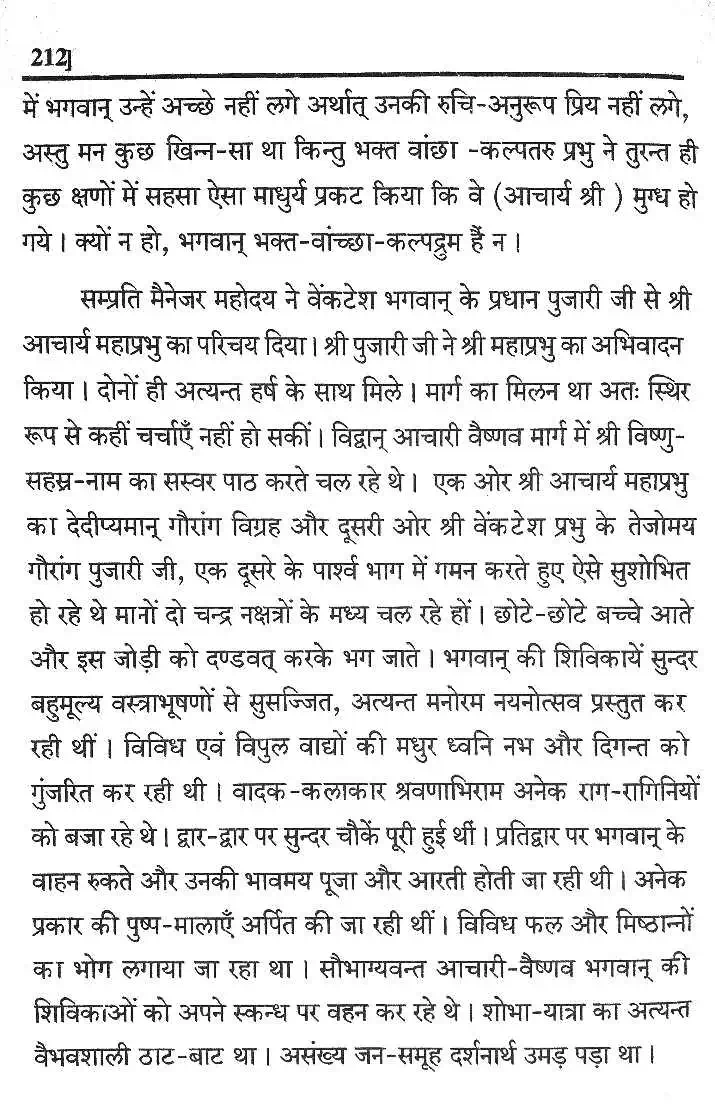 212]
में भगवान् उन्हें अच्छे नहीं लगे अर्थात् उनकी रुचि-अनुरूप प्रिय नहीं लगे,
अस्तु मन कुछ खिन्न-सा था किन्तु भक्त वांछा -कल्पतरु प्रभु ने तुरन्त ही
कुछ क्षणों में सहसा ऐसा माधुर्य प्रकट किया कि वे (आचार्य श्री ) मुग्ध हो
गये । क्यों न हो, भगवान् भक्त-वांच्छा-कल्पद्रुम हैं न ।
सम्प्रति मैनेजर महोदय ने वेंकटेश भगवान् के प्रधान पुजारी जी से श्री
आचार्य महाप्रभु का परिचय दिया । श्री पुजारी जी ने श्री महाप्रभु का अभिवादन
किया । दोनों ही अत्यन्त हर्ष के साथ मिले । मार्ग का मिलन था अतः स्थिर
रूप से कहीं चर्चाएँ नहीं हो सकीं । विद्वान् आचारी वैष्णव मार्ग में श्री विष्णु-
सहस्र-नाम का सस्वर पाठ करते चल रहे थे । एक ओर श्री आचार्य महाप्रभु
का देदीप्यमान् गौरांग विग्रह और दूसरी ओर श्री वेंकटेश प्रभु के तेजोमय
गौरांग पुजारी जी, एक दूसरे के पार्श्व भाग में गमन करते हुए ऐसे सुशोभित
हो रहे थे मानों दो चन्द्र नक्षत्रों के मध्य चल रहे हों । छोटे-छोटे बच्चे आते
और इस जोड़ी को दण्डवत् करके भग जाते । भगवान् की शिविकायें सुन्दर
बहुमूल्य वस्त्राभूषणों से सुसज्जित, अत्यन्त मनोरम नयनोत्सव प्रस्तुत कर
रही थीं । विविध एवं विपुल वाद्यों की मधुर ध्वनि नभ और दिगन्त को
गुंजरित कर रही थी । वादक-कलाकार श्रवणाभिराम अनेक राग-रागिनियों
को बजा रहे थे । द्वार-द्वार पर सुन्दर चौकें पूरी हुई थीं । प्रतिद्वार पर भगवान् के
वाहन रुकते और उनकी भावमय पूजा और आरती होती जा रही थी । अनेक
प्रकार की पुष्प-मालाएँ अर्पित की जा रही थीं । विविध फल और मिष्ठान्नों
का भोग लगाया जा रहा था । सौभाग्यवन्त आचारी-वैष्णव भगवान् की
शिविकाओं को अपने स्कन्ध पर वहन कर रहे थे । शोभा-यात्रा का अत्यन्त
वैभवशाली ठाट-बाट था । असंख्य जन-समूह दर्शनार्थ उमड़ पड़ा था ।